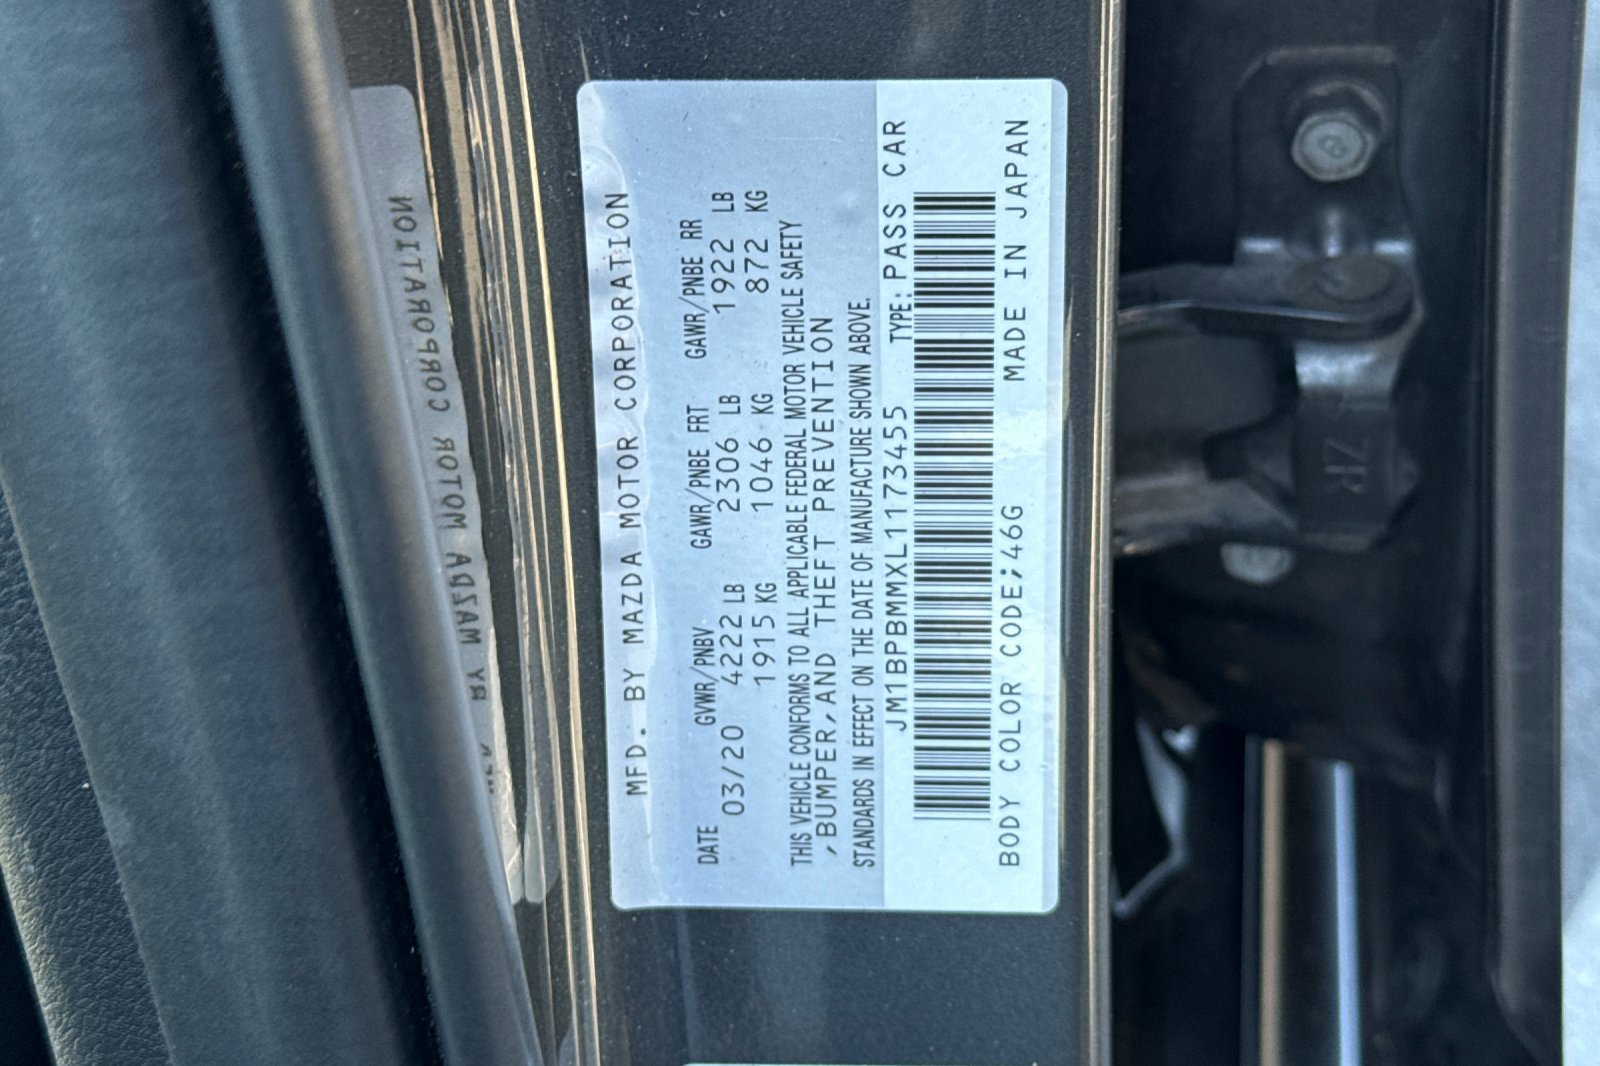 MFD. BY MAZDA MOTOR CORPORATION
DATE GVWR/PNBV GAWR/PNBE FRT GAWR/PNBE RR
03/20 4222 LB 2306 LB 1922 LB
1915 KG 1046 KG 872 KG
THIS VEHICLE CONFORMS TO ALL APPLICABLE FEDERAL MOTOR VEHICLE SAFETY
,BUMPER,AND THEFT PREVENTION
STANDARDS IN EFFECT ON THE DATE OF MANUFACTURE SHOWN ABOVE.
JM1BPBMMXL1173455 TYPE: PASS CAR
BODY COLOR CODE;46G MADE IN JAPAN
BY MAZDA MOTOR CORPORATION
7R